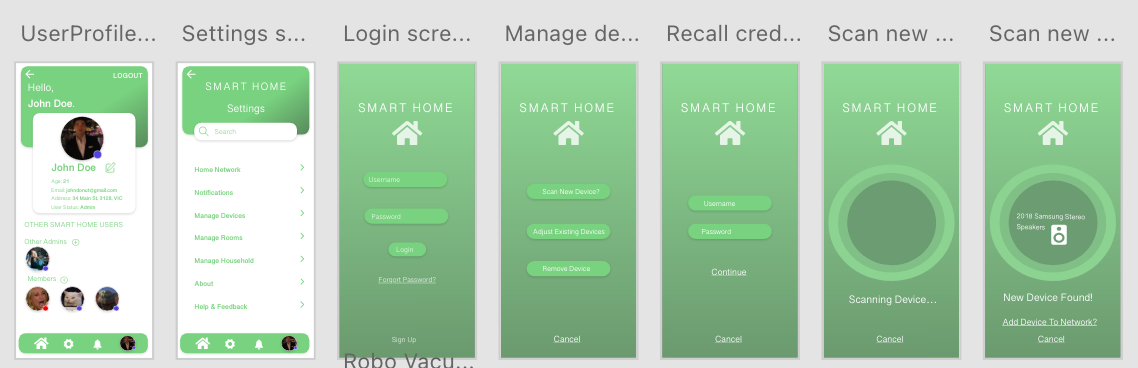 UserProfile...
Settings s...
Login scre...
Manage de...
Recall cred...
Scan new ...
Scan new ...
LOGOUT
Hello,
John Doe.
John Doe
Age: 21
Email: johndonut@gmail.com
Address: 34 Main St, 3128, VIC
User Status: Admin
OTHER SMART HOME USERS
Other Admins
Members
SMART HOME
Settings
Search
Home Network
Notifications
Manage Devices
Manage Rooms
Manage Household
About
Help & Feedback
SMART HOME
Username
Password
Login
Forgort Password?
Sign Up
Robo Vacu...
SMART HOME
Scan New Device?
Adjust Existing Devices
Remove Device
Cancel
SMART HOME
Username
Password
Continue
Cancel
SMART HOME
Scanning Device...
Cancel
SMART HOME
2018 Samsung Stereo
Speakers
New Device Found!
Add Device To Network?
Cancel